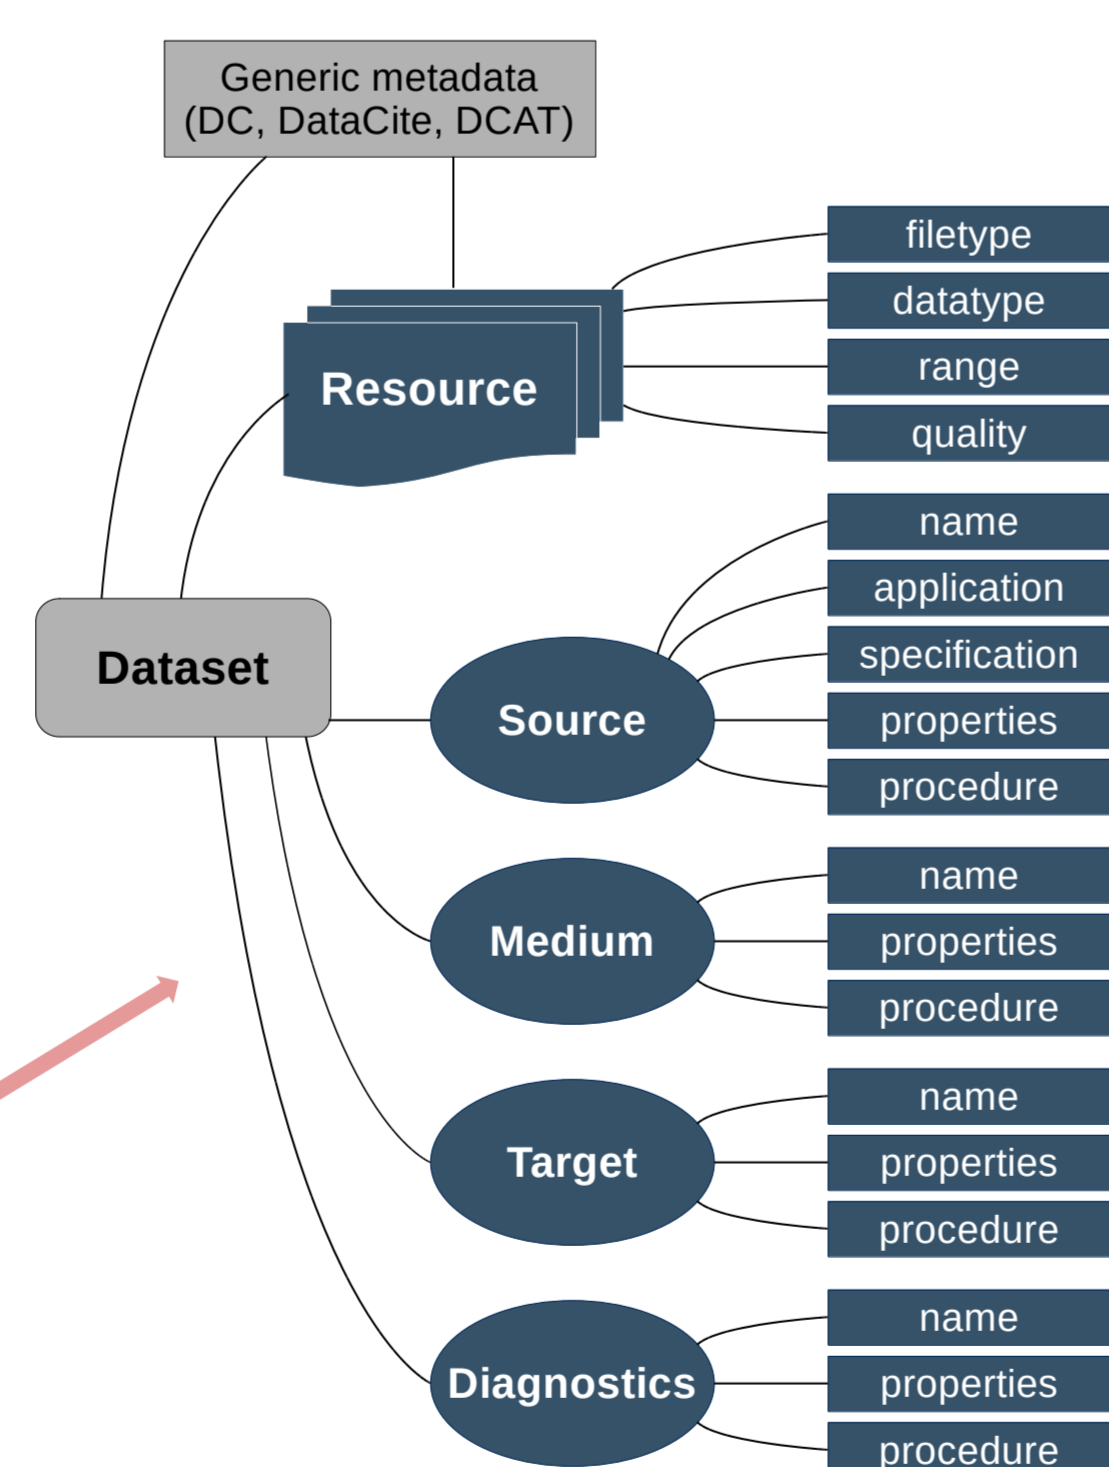 Generic metadata
(DC, DataCite, DCAT)
filetype
datatype
range
quality
Resource
name
application
specification
properties
procedure
Dataset
Source
name
properties
procedure
Medium
name
properties
procedure
Target
name
properties
procedure
Diagnostics